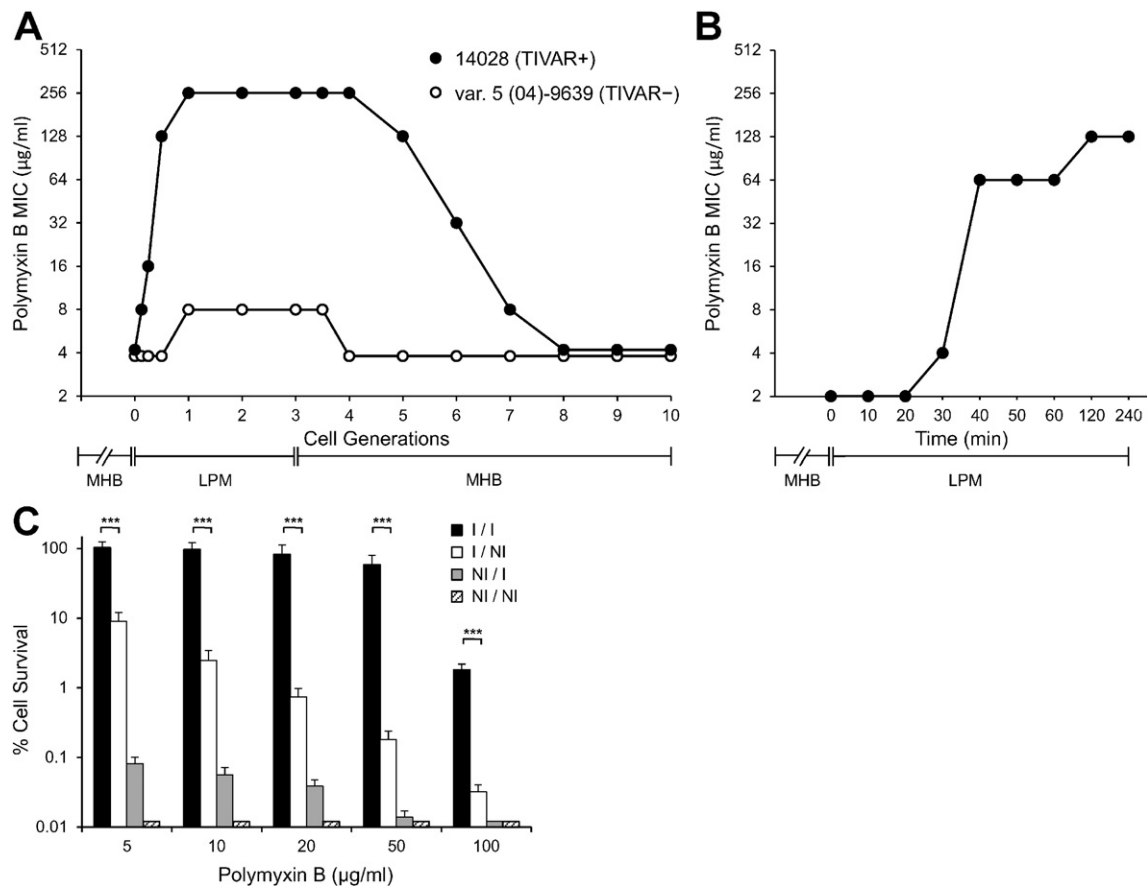 A
Polymyxin B MIC (µg/ml)
512
256
128
64
32
16
8
4
2
14028 (TIVAR+)
var. 5 (04)-9639 (TIVAR−)
0 1 2 3 4 5 6 7 8 9 10
Cell Generations
MHB LPM MHB
B
Polymyxin B MIC (µg/ml)
512
256
128
64
32
16
8
4
2
0 10 20 30 40 50 60 120 240
Time (min)
MHB LPM
C
% Cell Survival
100
10
1
0.1
0.01
*** *** *** *** ***
I / I
I / NI
NI / I
NI / NI
5 10 20 50 100
Polymyxin B (µg/ml)